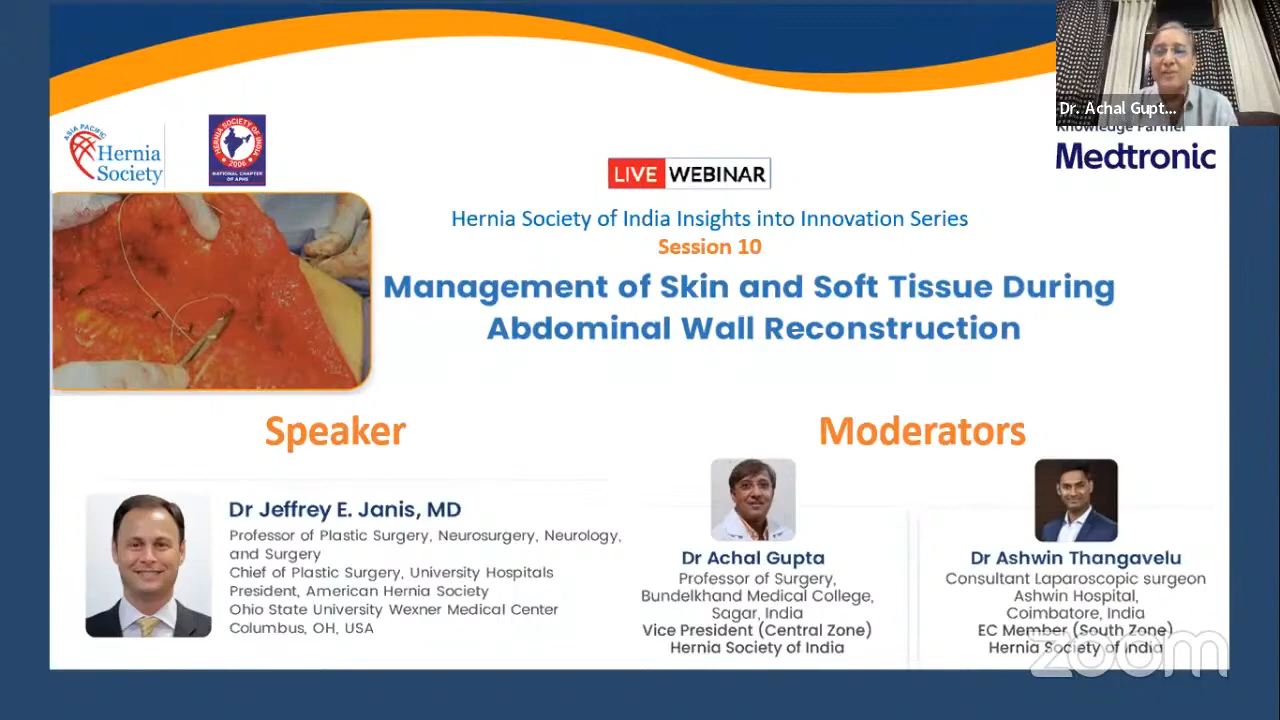 Dr. Achal Gupt...
Knowledge Partner
Medtronic
ASIA PACIFIC
Hernia
Society
HERNIA SOCIETY OF INDIA
2006
NATIONAL CHAPTER
OF APHS
LIVE WEBINAR
Hernia Society of India Insights into Innovation Series
Session 10
Management of Skin and Soft Tissue During
Abdominal Wall Reconstruction
Speaker
Dr Jeffrey E. Janis, MD
Professor of Plastic Surgery, Neurosurgery, Neurology,
and Surgery
Chief of Plastic Surgery, University Hospitals
President, American Hernia Society
Ohio State University Wexner Medical Center
Columbus, OH, USA
Moderators
Dr Achal Gupta
Professor of Surgery,
Bundelkhand Medical College,
Sagar, India
Vice President (Central Zone)
Hernia Society of India
Dr Ashwin Thangavelu
Consultant Laparoscopic surgeon
Ashwin Hospital,
Coimbatore, India
EC Member (South Zone)
Hernia Society of India
zoom